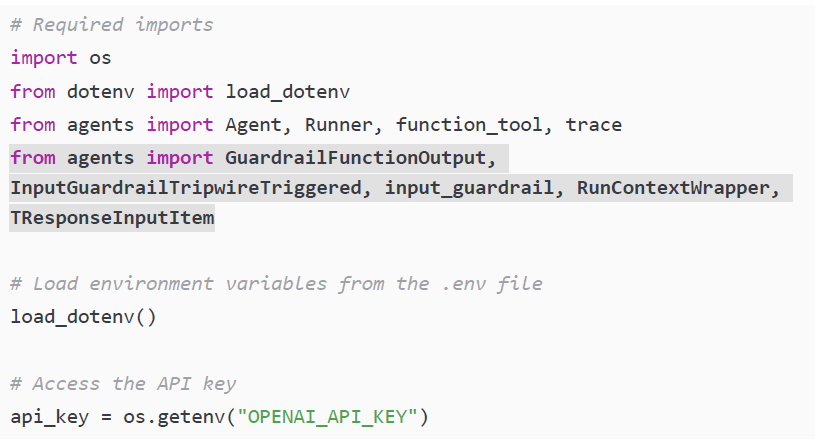 # Required imports
import os
from dotenv import load_dotenv
from agents import Agent, Runner, function_tool, trace
from agents import GuardrailFunctionOutput,
InputGuardrailTripwireTriggered, input_guardrail, RunContextWrapper,
TResponseInputItem
# Load environment variables from the .env file
load_dotenv()
# Access the API key
api_key = os.getenv("OPENAI_API_KEY")